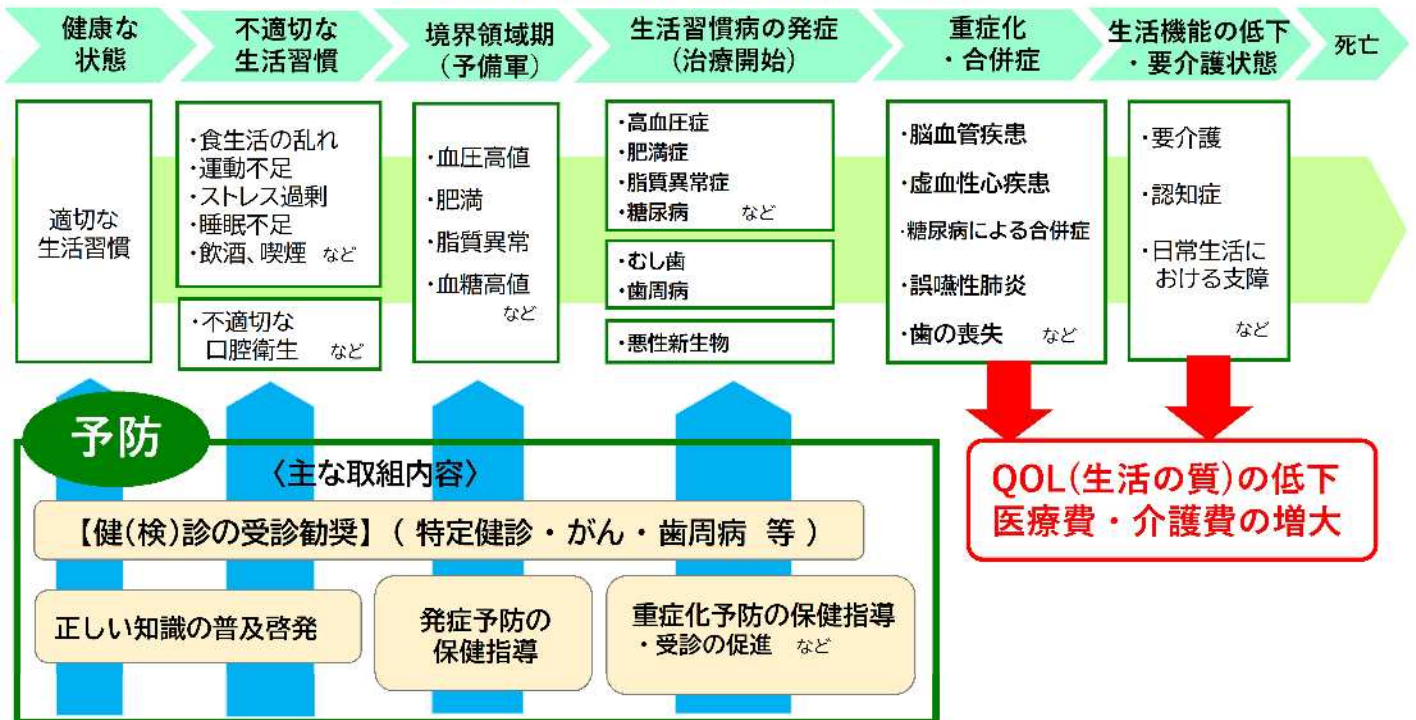 健康な
状態
不適切な
生活習慣
境界領域期
(予備軍)
生活習慣病の発症
(治療開始)
重症化
・合併症
生活機能の低下
・要介護状態
死亡
適切な
生活習慣
・食生活の乱れ
・運動不足
・ストレス過剰
・睡眠不足
・飲酒、喫煙 など
・不適切な
口腔衛生 など
・血圧高値
・肥満
・脂質異常
・血糖高値
など
・高血圧症
・肥満症
・脂質異常症
・糖尿病 など
・むし歯
・歯周病
・悪性新生物
・脳血管疾患
・虚血性心疾患
・糖尿病による合併症
・誤嚥性肺炎
・歯の喪失 など
・要介護
・認知症
・日常生活に
おける支障
など
予防
〈主な取組内容〉
【健(検)診の受診勧奨】( 特定健診・がん・歯周病 等 )
正しい知識の普及啓発
発症予防の
保健指導
重症化予防の保健指導
・受診の促進 など
QOL(生活の質)の低下
医療費・介護費の増大